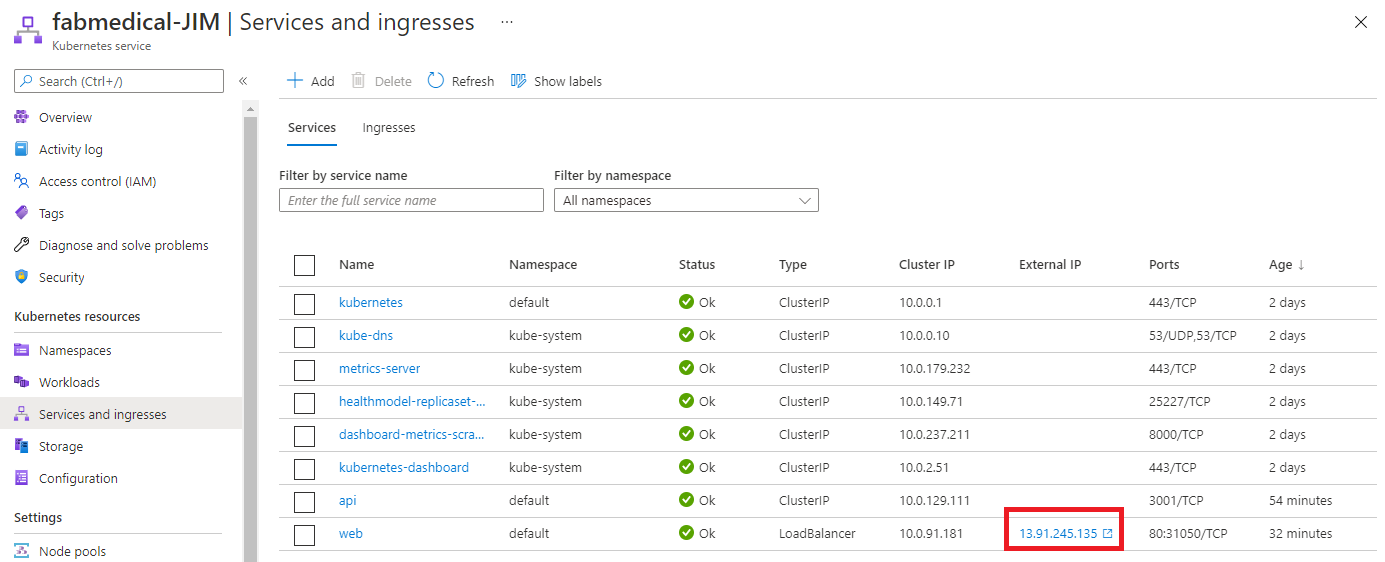 fabmedical-JIM | Services and ingresses ...
Kubernetes service
Search (Ctrl+/)
«
Add Delete Refresh Show labels
Overview
Activity log
Access control (IAM)
Tags
Diagnose and solve problems
Security
Kubernetes resources
Namespaces
Workloads
Services and ingresses
Storage
Configuration
Settings
Node pools
Services Ingresses
Filter by service name Filter by namespace
Enter the full service name All namespaces
Name Namespace Status Type Cluster IP External IP Ports Age ↓
kubernetes default Ok ClusterIP 10.0.0.1 443/TCP 2 days
kube-dns kube-system Ok ClusterIP 10.0.0.10 53/UDP,53/TCP 2 days
metrics-server kube-system Ok ClusterIP 10.0.179.232 443/TCP 2 days
healthmodel-replicaset-... kube-system Ok ClusterIP 10.0.149.71 25227/TCP 2 days
dashboard-metrics-scra... kube-system Ok ClusterIP 10.0.237.211 8000/TCP 2 days
kubernetes-dashboard kube-system Ok ClusterIP 10.0.2.51 443/TCP 2 days
api default Ok ClusterIP 10.0.129.111 3001/TCP 54 minutes
web default Ok LoadBalancer 10.0.91.181 13.91.245.135 80:31050/TCP 32 minutes